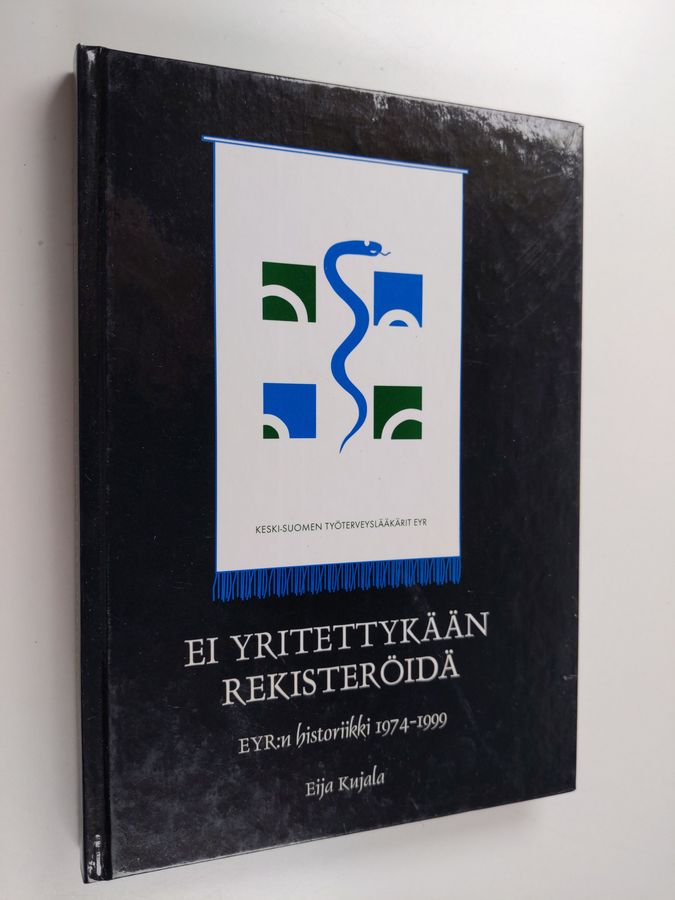 KESKI-SUOMEN TYÖTERVEYSLÄÄKÄRIT EYR
EI YRITETTYKÄÄN
REKISTERÖIDÄ
EYR:n historiikki 1974-1999
Eija Kujala